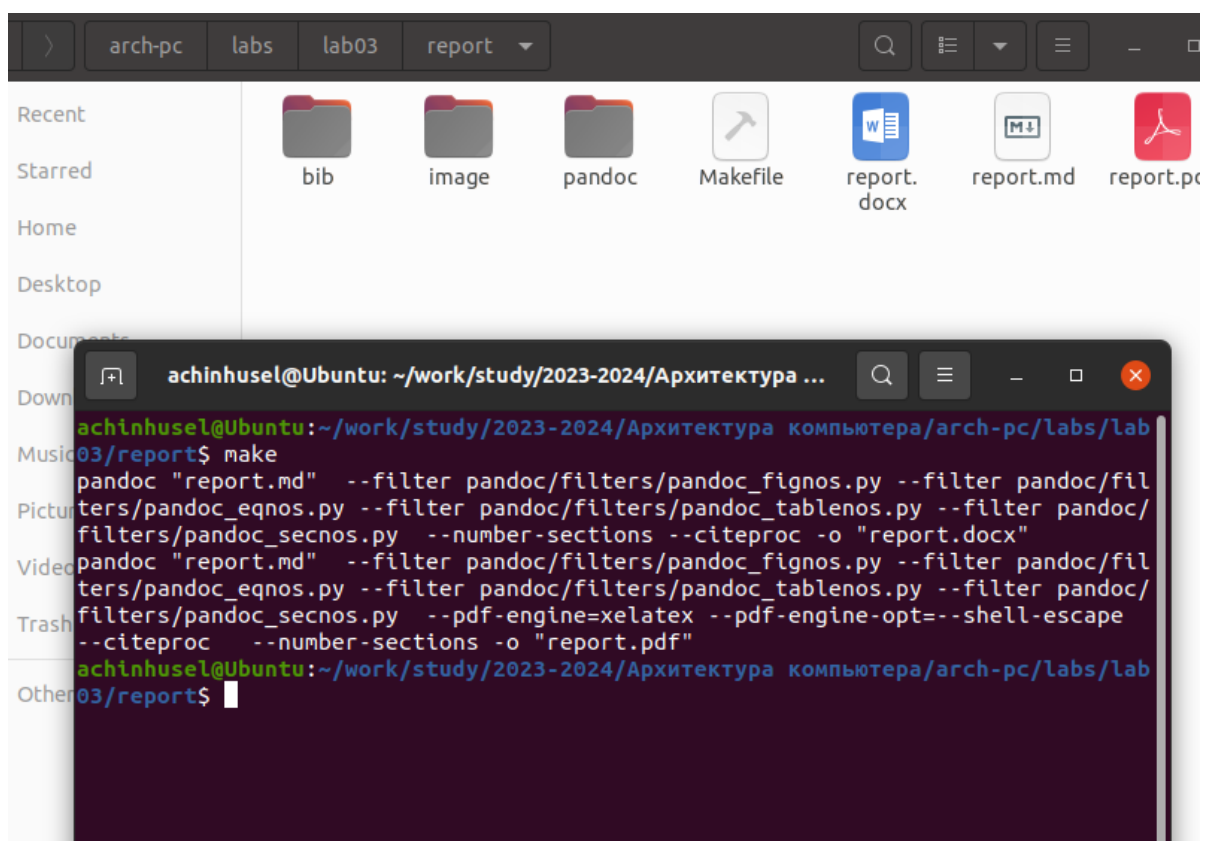 arch-pc labs lab03 report
Recent
Starred
Home
Desktop
Music
Trash
Other
bib image pandoc Makefile report. report.md
docx
achinhusel@Ubuntu: ~/work/study/2023-2024/Архитектура ...
achinhusel@Ubuntu:~/work/study/2023-2024/Архитектура компьютера/arch-pc/labs/lab
03/report$ make
pandoc "report.md"  --filter pandoc/filters/pandoc_fignos.py --filter pandoc/fil
ters/pandoc_eqnos.py --filter pandoc/filters/pandoc_tablenos.py --filter pandoc/
filters/pandoc_secnos.py  --number-sections --citeproc -o "report.docx"
pandoc "report.md"  --filter pandoc/filters/pandoc_fignos.py --filter pandoc/fil
ters/pandoc_eqnos.py --filter pandoc/filters/pandoc_tablenos.py --filter pandoc/
filters/pandoc_secnos.py  --pdf-engine=xelatex --pdf-engine-opt=--shell-escape
--citeproc   --number-sections -o "report.pdf"
achinhusel@Ubuntu:~/work/study/2023-2024/Архитектура компьютера/arch-pc/labs/lab
03/report$